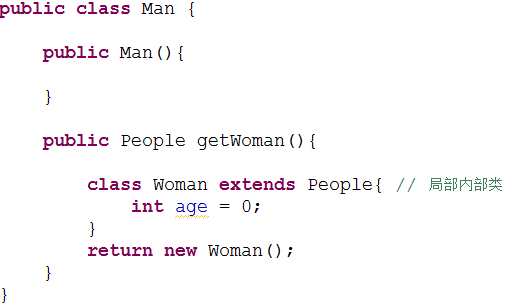 public class Man {
public Man(){
}
public People getWoman(){
class Woman extends People{ // 局部内部类
int age = 0;
}
return new Woman();
}
}